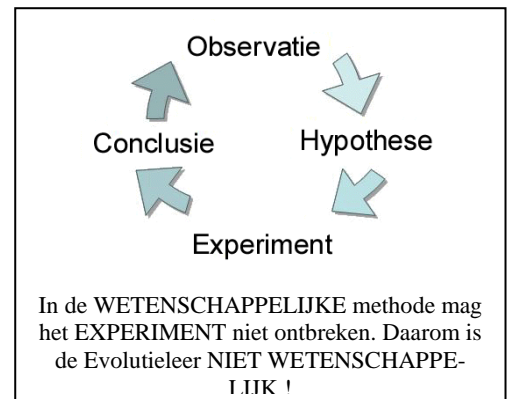 Observatie
Conclusie Hypothese
Experiment
In de WETENSCHAPPELIJKE methode mag
het EXPERIMENT niet ontbreken. Daarom is
de Evolutieleer NIET WETENSCHAPPE-
LIJK !